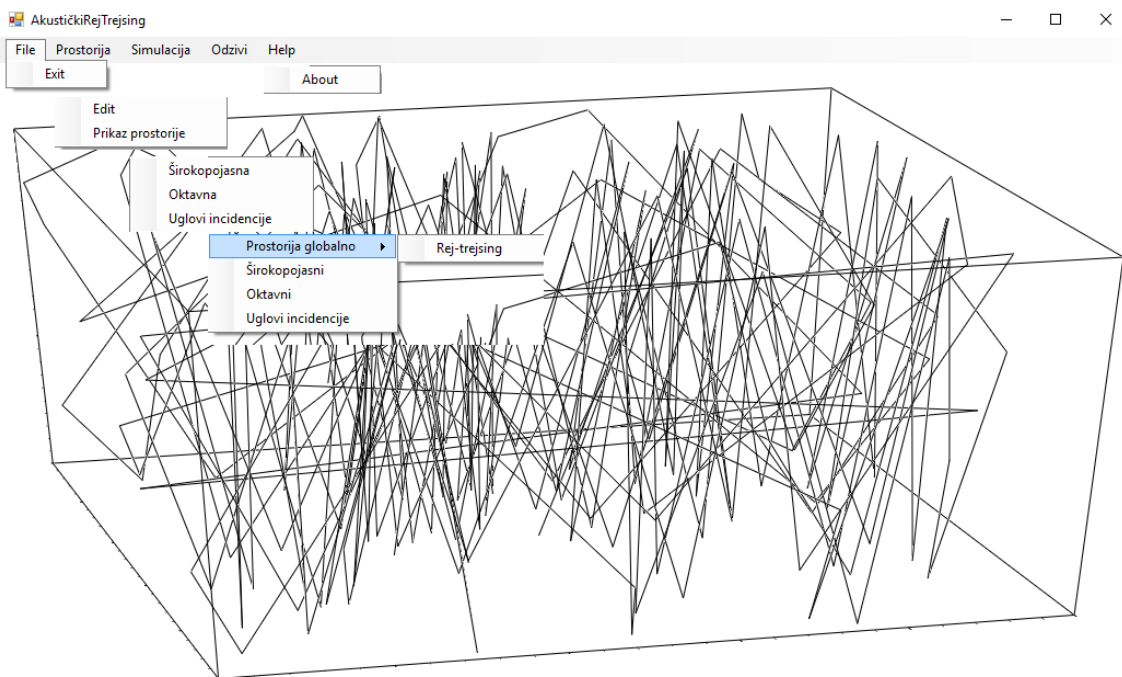 AkustičkiRejTrejsing
File Prostorija Simulacija Odzivi Help
Exit
About
Edit
Prikaz prostorije
Širokopojasna
Oktavna
Uglovi incidencije
Prostorija globalno
Rej-trejsing
Širokopojasni
Oktavni
Uglovi incidencije